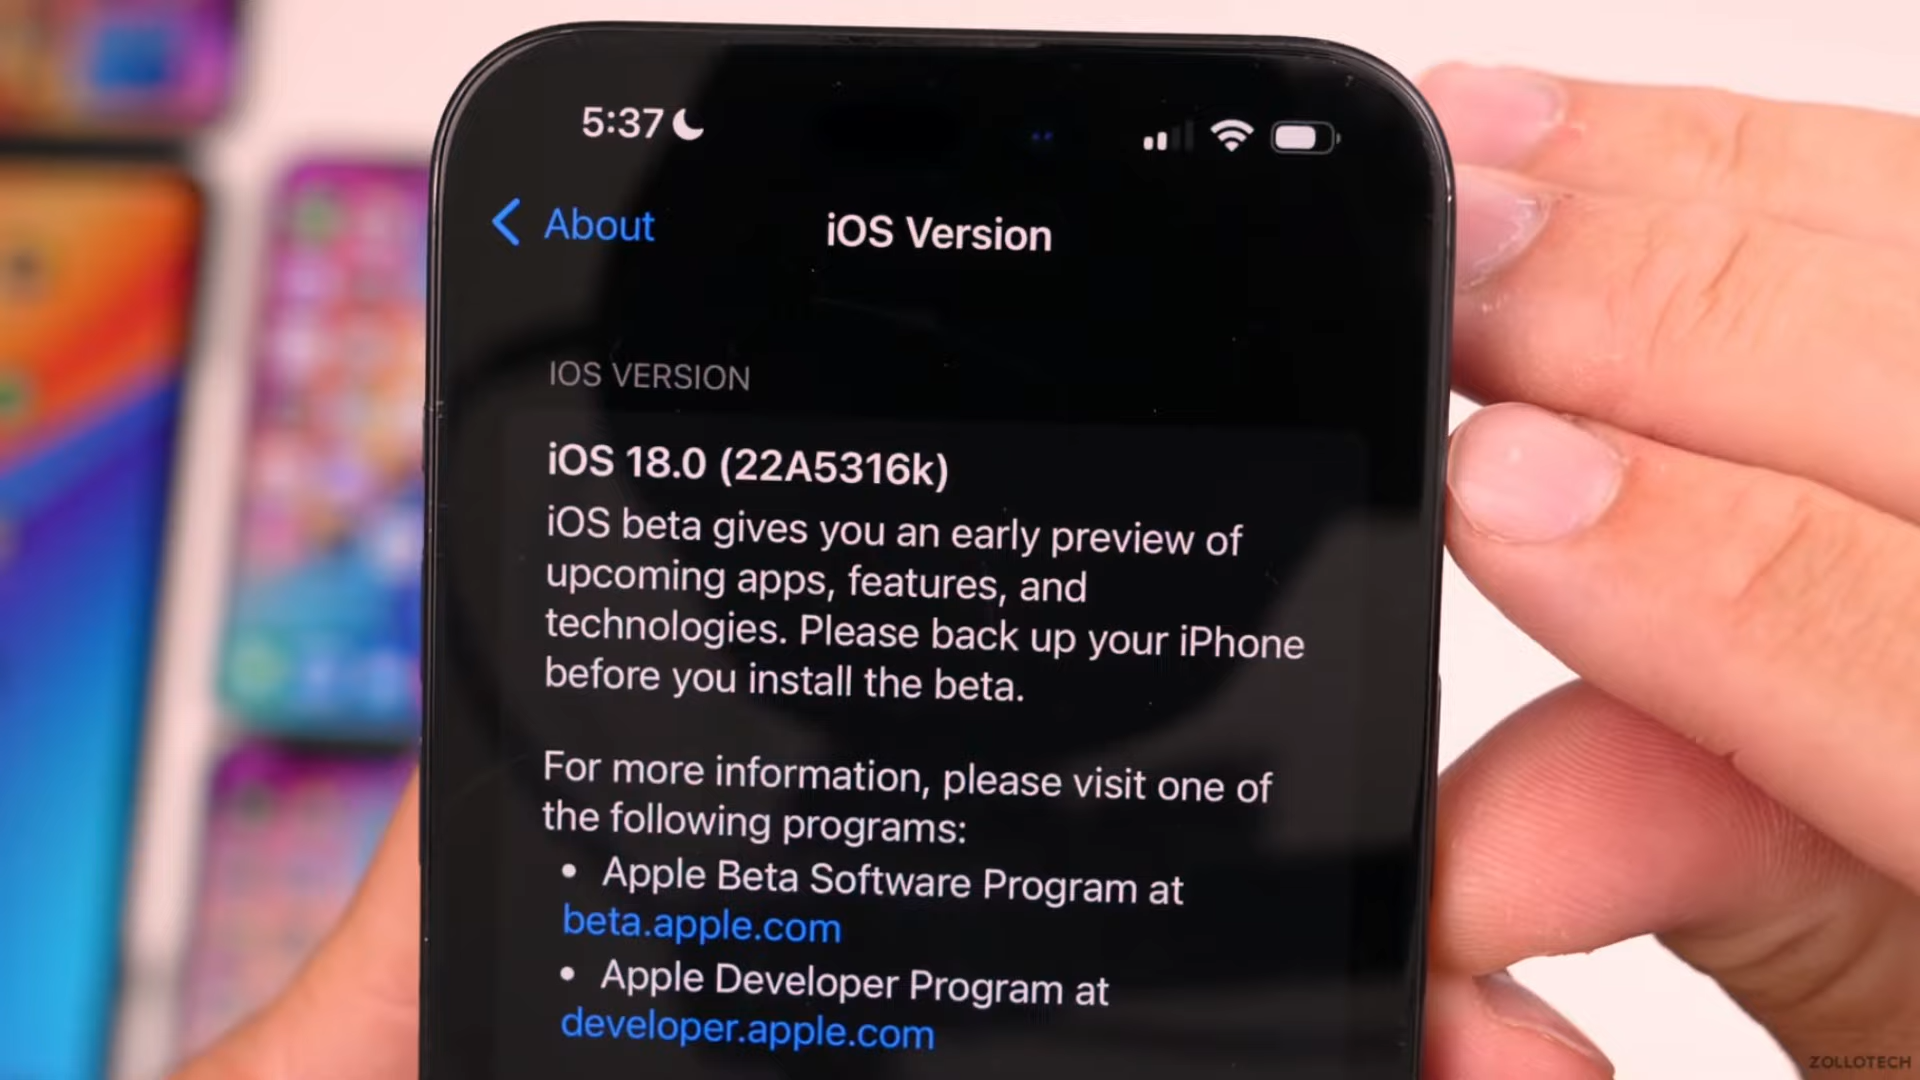 5:37
About
iOS Version
IOS VERSION
iOS 18.0 (22A5316k)
iOS beta gives you an early preview of
upcoming apps, features, and
technologies. Please back up your iPhone
before you install the beta.
For more information, please visit one of
the following programs:
• Apple Beta Software Program at
beta.apple.com
• Apple Developer Program at
developer.apple.com
ZOLLOTECH